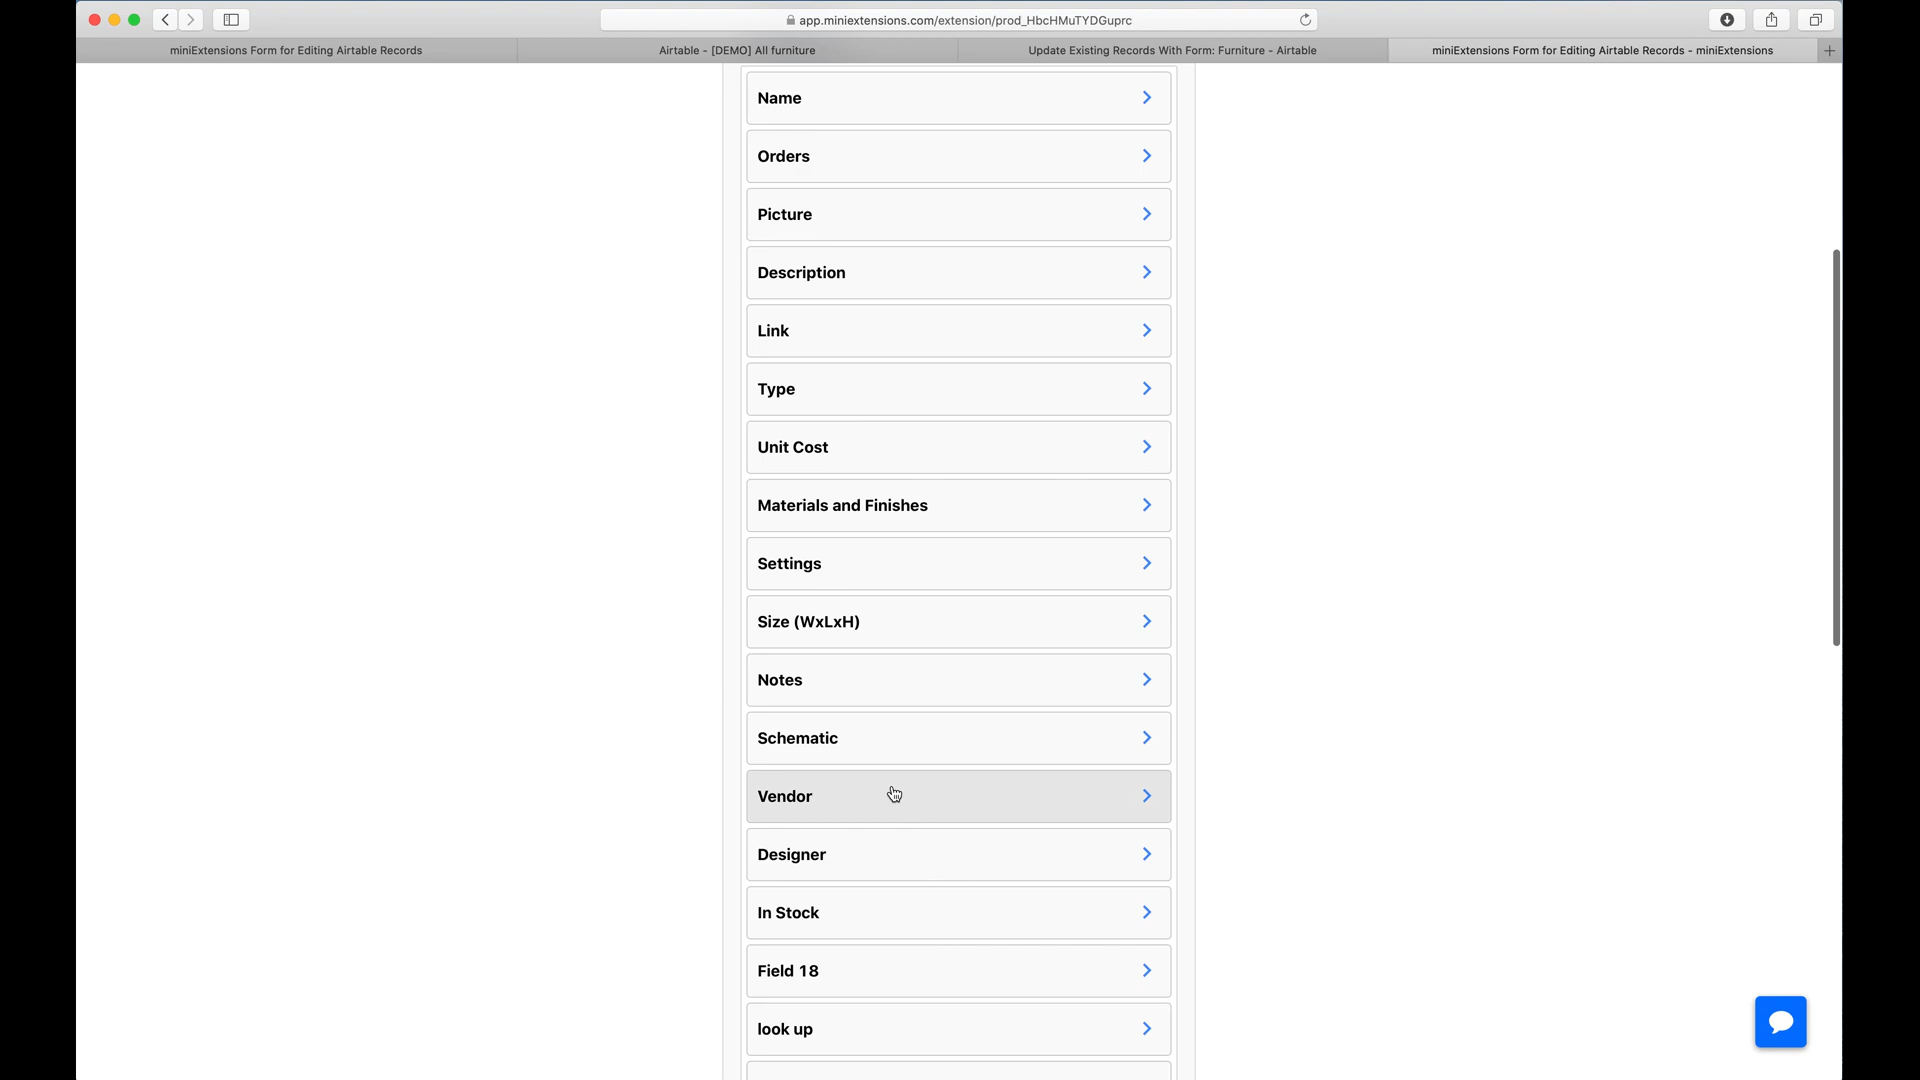 app.miniextensions.com/extension/prod_HbcHMuTYDGuprc
miniExtensions Form for Editing Airtable Records
Airtable - [DEMO] All furniture
Update Existing Records With Form: Furniture - Airtable
miniExtensions Form for Editing Airtable Records - miniExtensions
Name
Orders
Picture
Description
Link
Type
Unit Cost
Materials and Finishes
Settings
Size (WxLxH)
Notes
Schematic
Vendor
Designer
In Stock
Field 18
look up